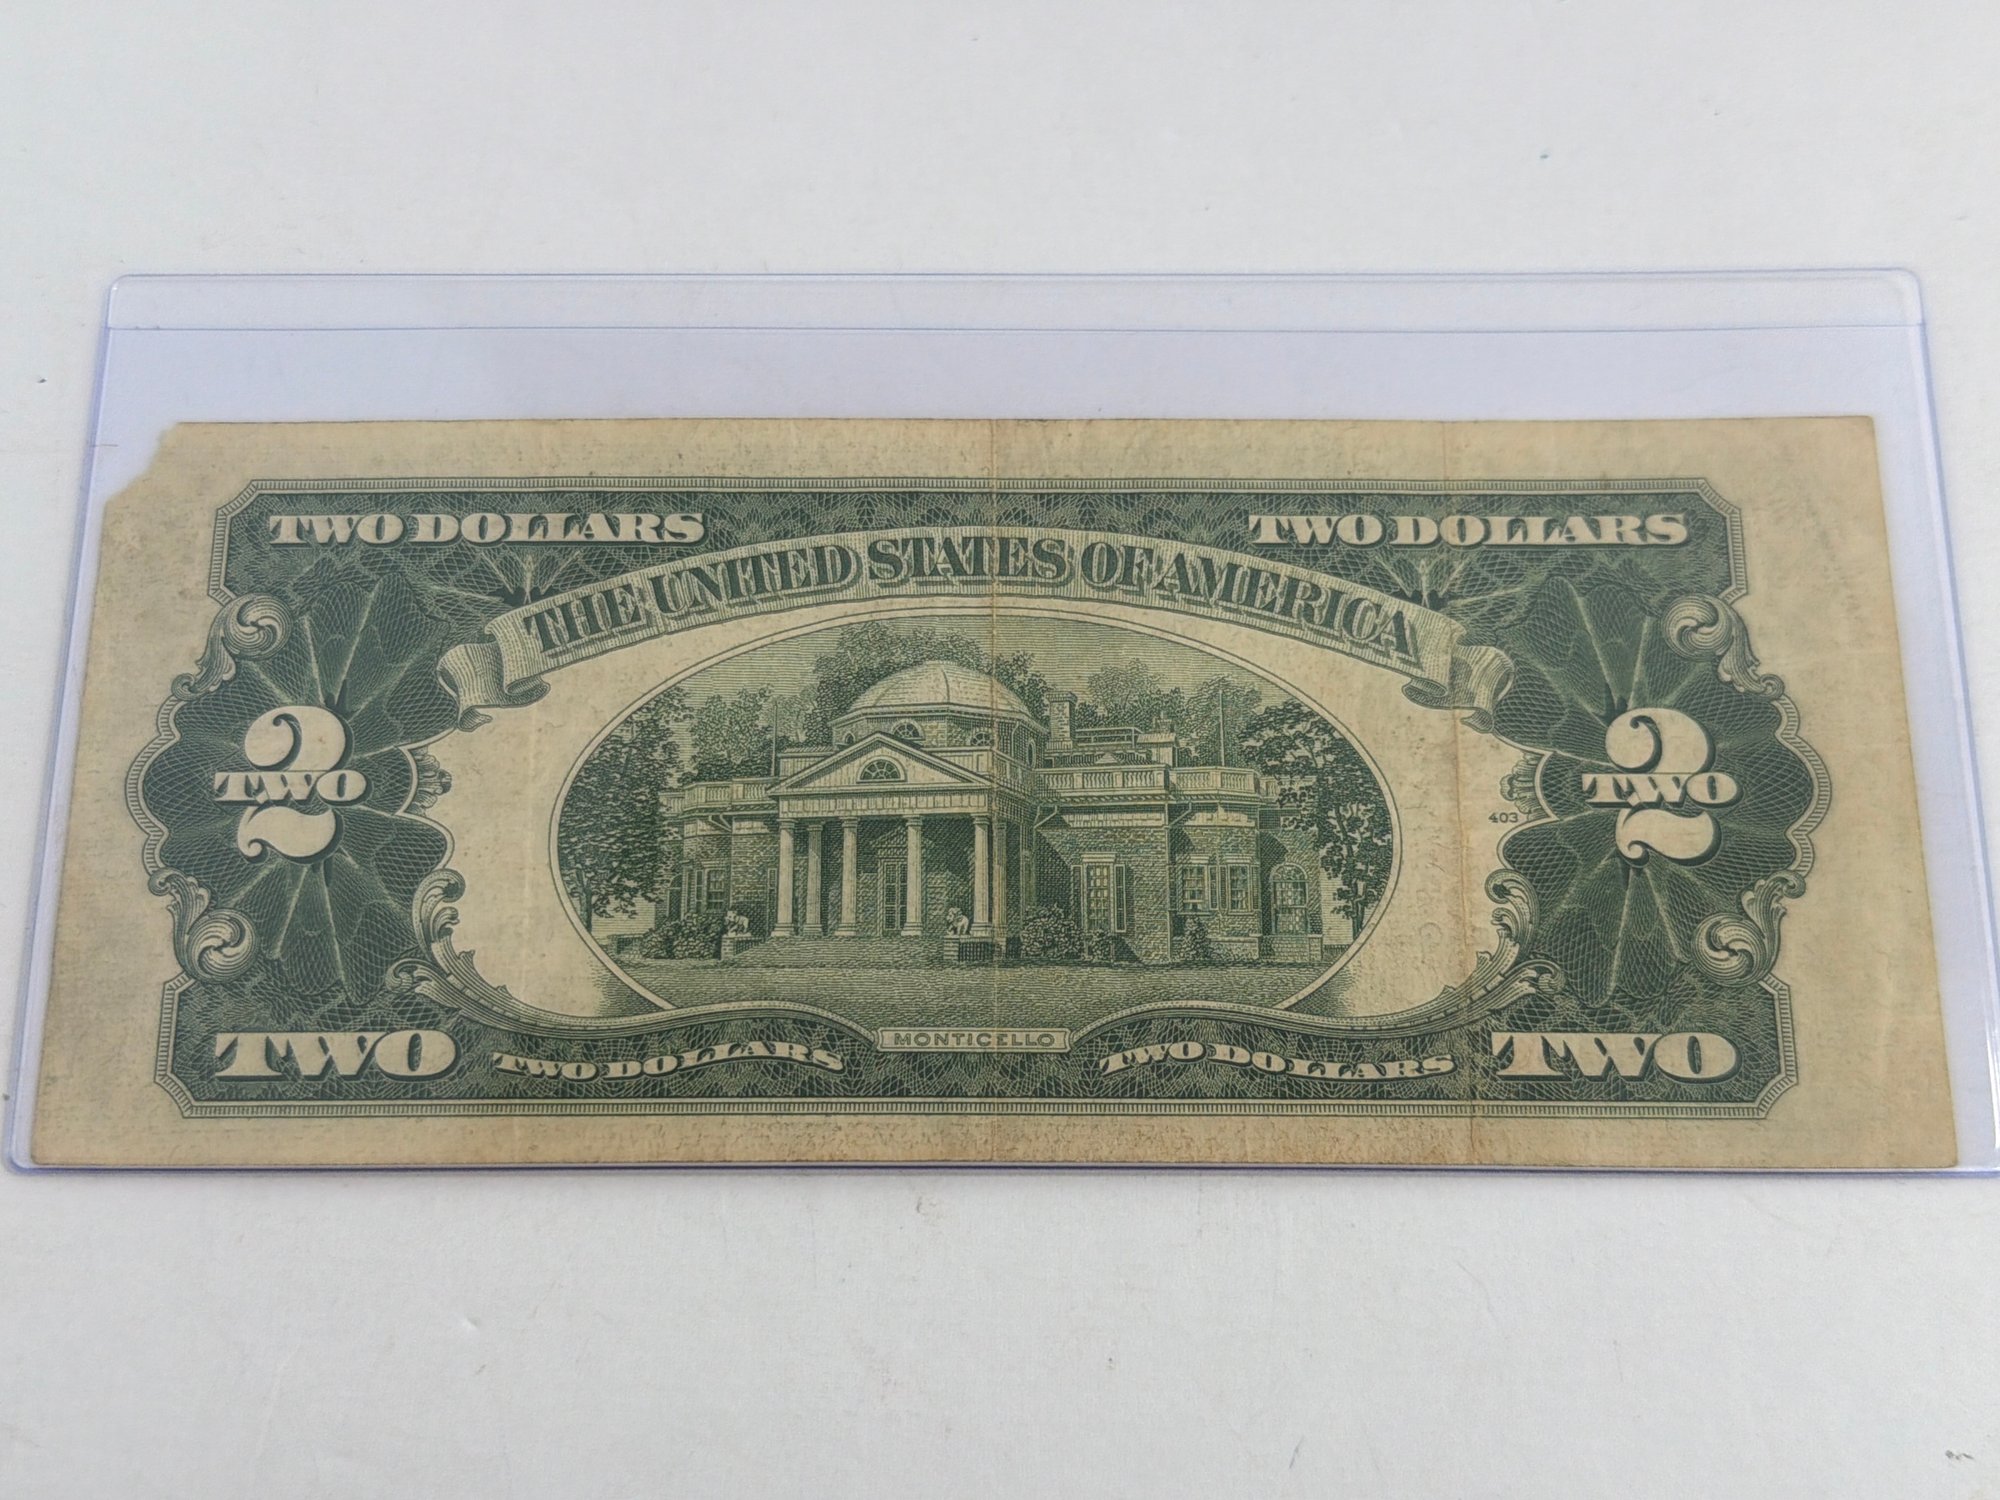 TWO DOLLARS TWO DOLLARS
THE UNITED STATES OF AMERICA
2 2
TWO TWO
403
MONTICELLO
TWO TWO DOLLARS TWO DOLLARS TWO